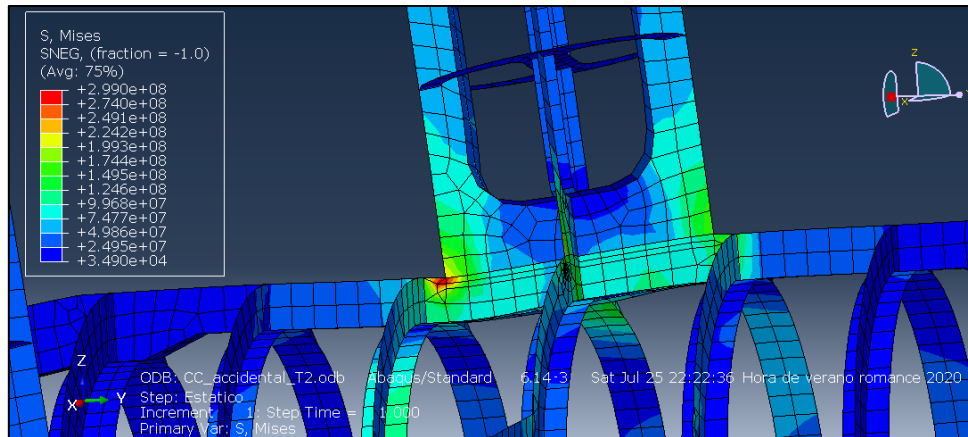 S, Mises
SNEG, (fraction = -1.0)
(Avg: 75%)
+2.990e+08
+2.740e+08
+2.491e+08
+2.242e+08
+1.993e+08
+1.744e+08
+1.495e+08
+1.246e+08
+9.968e+07
+7.477e+07
+4.986e+07
+2.495e+07
+3.490e+04
Z
X
Z
Y
X
ODB: CC_accidental_T2.odb Abaqus/Standard 6.14-3 Sat Jul 25 22:22:36 Hora de verano romance 2020
Step: Estatico
Increment 1: Step Time = 1.000
Primary Var: S, Mises